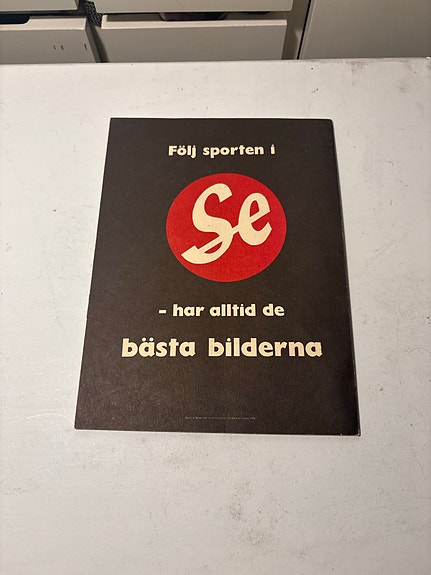 Följ sporten i
Se
- har alltid de
bästa bilderna